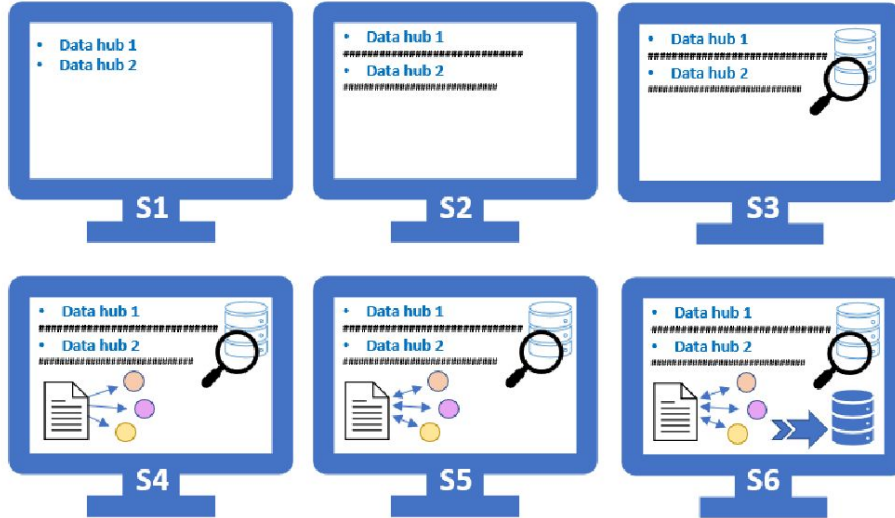 • Data hub 1
• Data hub 2
S1
• Data hub 1
• Data hub 2
S2
• Data hub 1
• Data hub 2
S3
• Data hub 1
• Data hub 2
S4
• Data hub 1
• Data hub 2
S5
• Data hub 1
• Data hub 2
S6